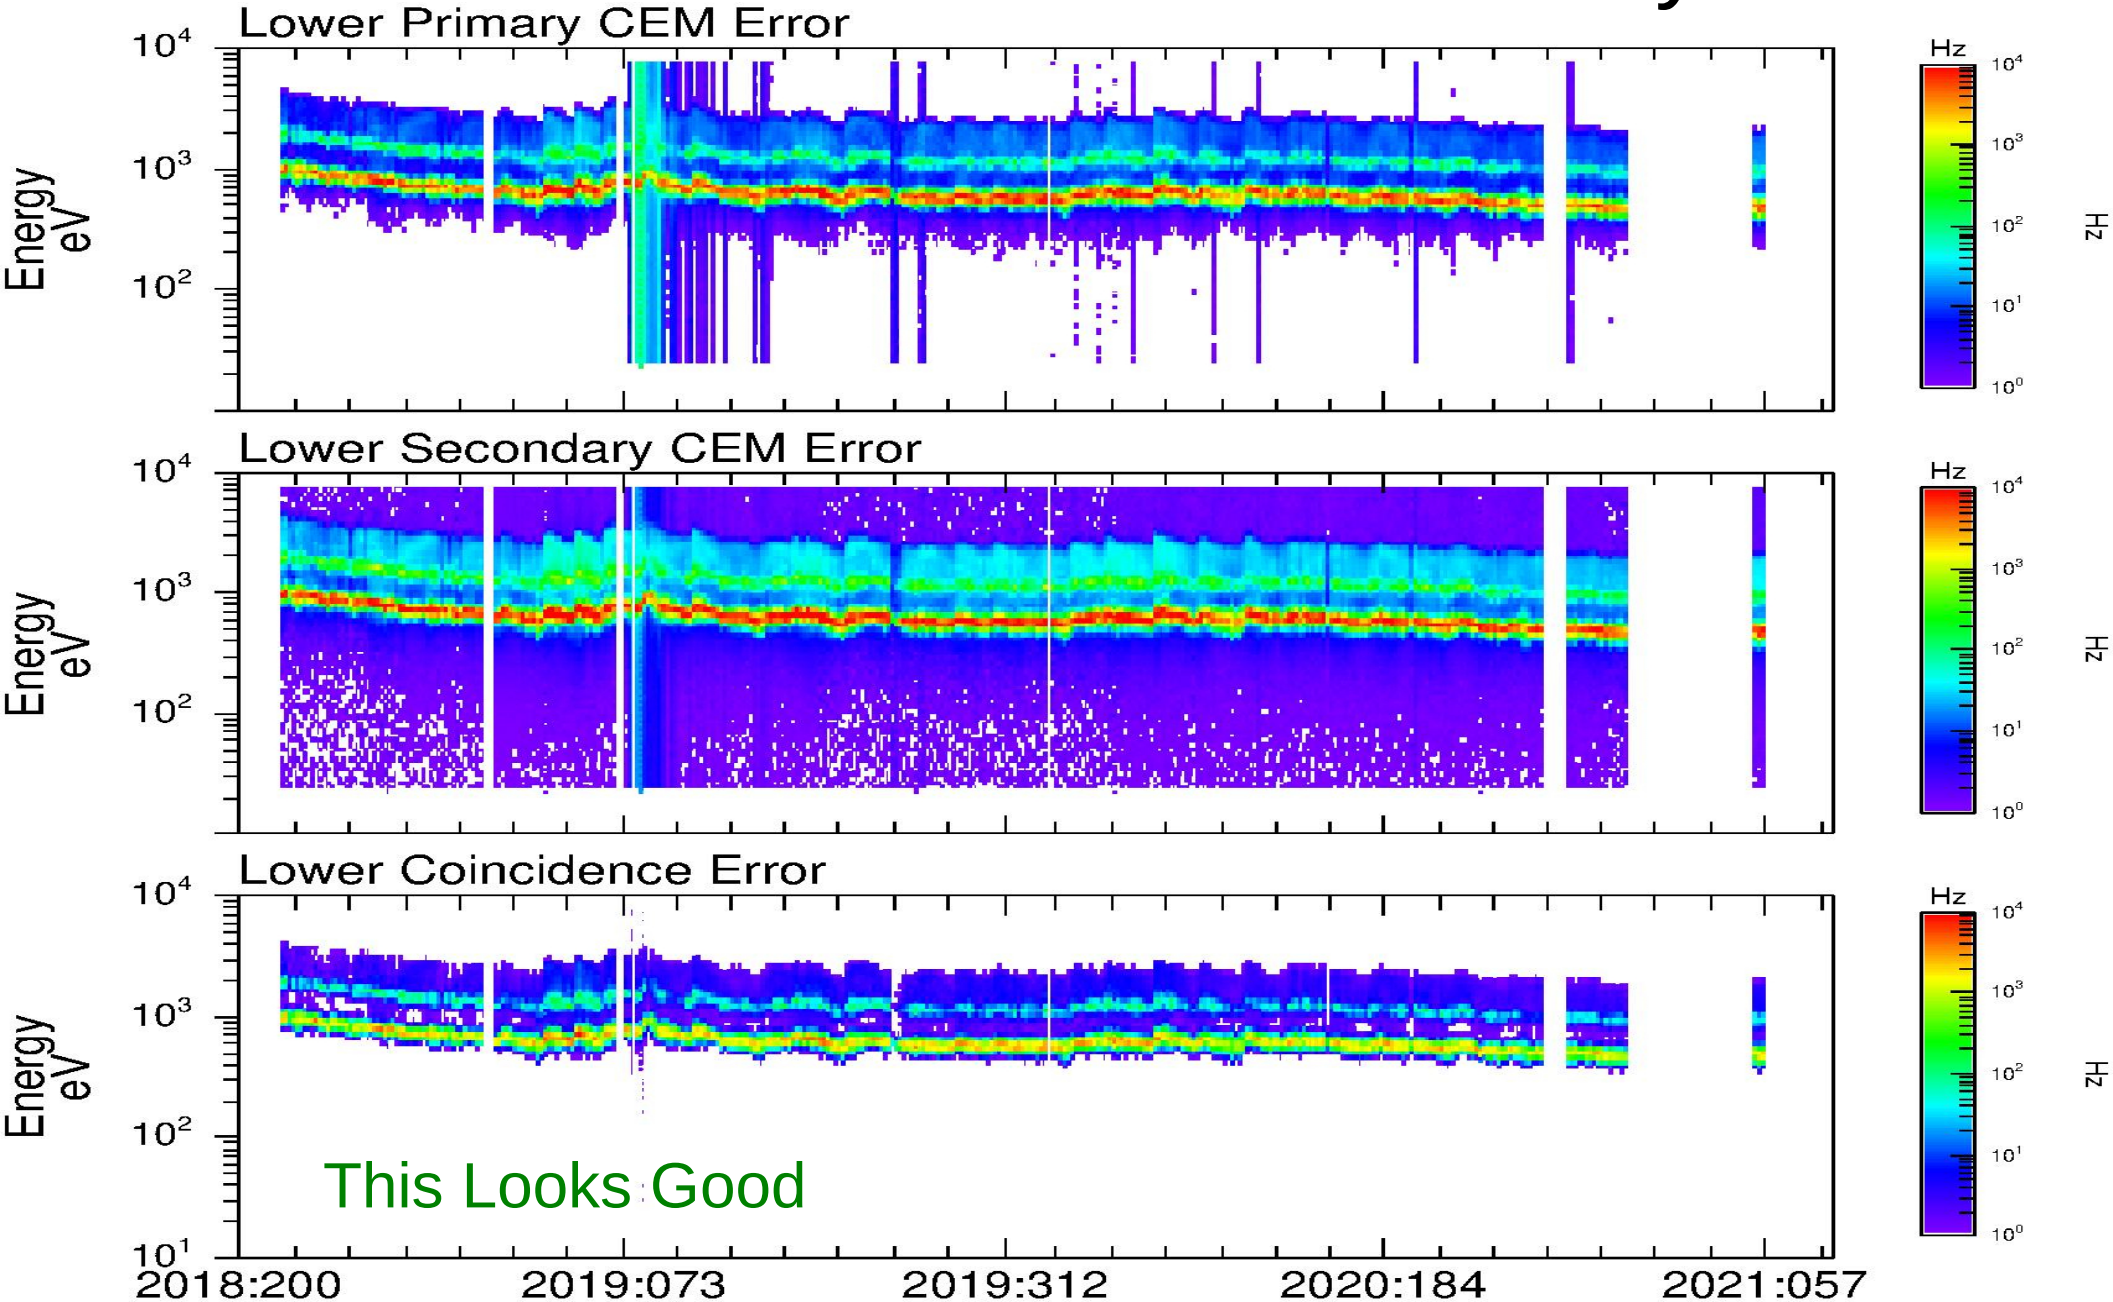 y
Lower Primary CEM Error
Energy
eV
10⁴
10³
10²
Hz
10⁴
10³
10²
10¹
10⁰
Hz
Lower Secondary CEM Error
Energy
eV
10⁴
10³
10²
Hz
10⁴
10³
10²
10¹
10⁰
Hz
Lower Coincidence Error
Energy
eV
10⁴
10³
10²
10¹
This Looks Good
Hz
10⁴
10³
10²
10¹
10⁰
Hz
2018:200 2019:073 2019:312 2020:184 2021:057